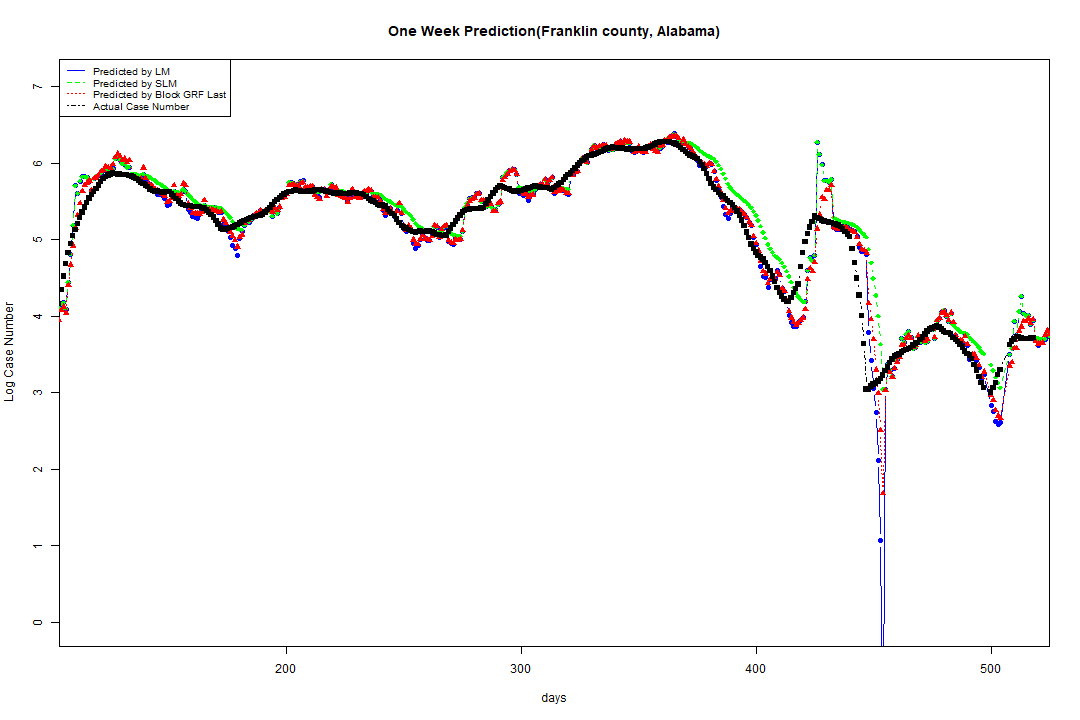 One Week Prediction(Franklin county, Alabama)
Predicted by LM
Predicted by SLM
Predicted by Block GRF Last
Actual Case Number
7
6
5
4
3
2
1
0
Log Case Number
200 300 400 500
days